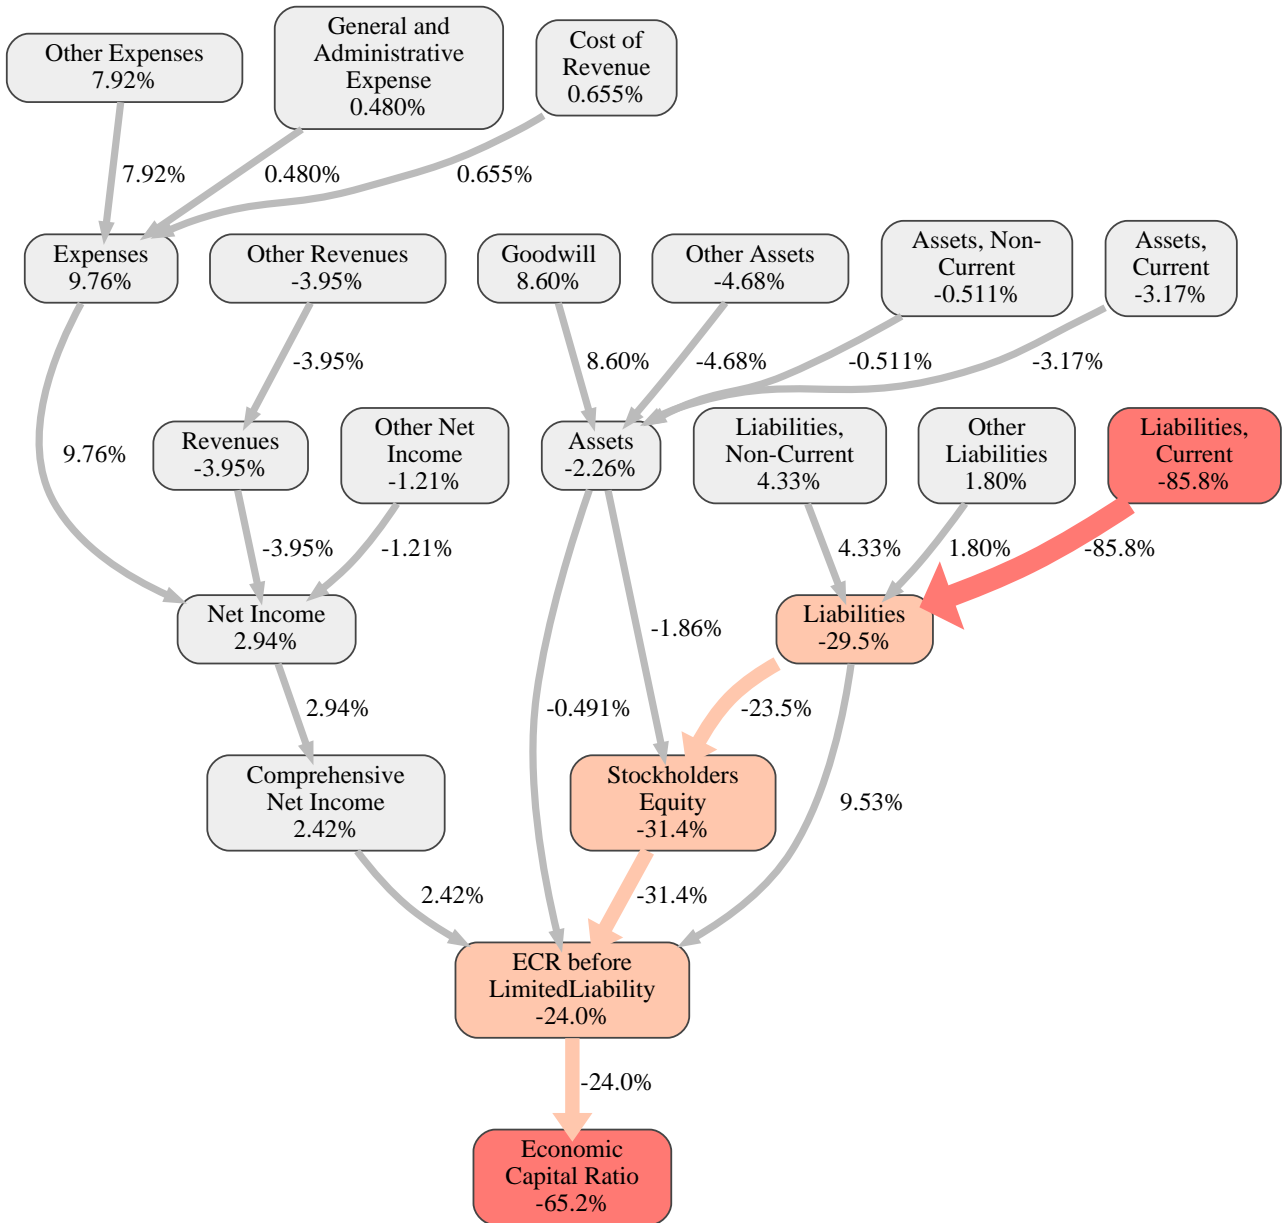 Other Expenses
7.92%
General and
Administrative
Expense
0.480%
Cost of
Revenue
0.655%
7.92%
0.480%
0.655%
Expenses
9.76%
Other Revenues
-3.95%
Goodwill
8.60%
Other Assets
-4.68%
Assets, Non-
Current
-0.511%
Assets,
Current
-3.17%
-3.95%
8.60%
-4.68%
-0.511%
-3.17%
9.76%
Revenues
-3.95%
Other Net
Income
-1.21%
Assets
-2.26%
Liabilities,
Non-Current
4.33%
Other
Liabilities
1.80%
Liabilities,
Current
-85.8%
-3.95%
-1.21%
4.33%
1.80%
-85.8%
Net Income
2.94%
-1.86%
Liabilities
-29.5%
2.94%
-0.491%
-23.5%
Comprehensive
Net Income
2.42%
Stockholders
Equity
-31.4%
9.53%
2.42%
-31.4%
ECR before
LimitedLiability
-24.0%
-24.0%
Economic
Capital Ratio
-65.2%